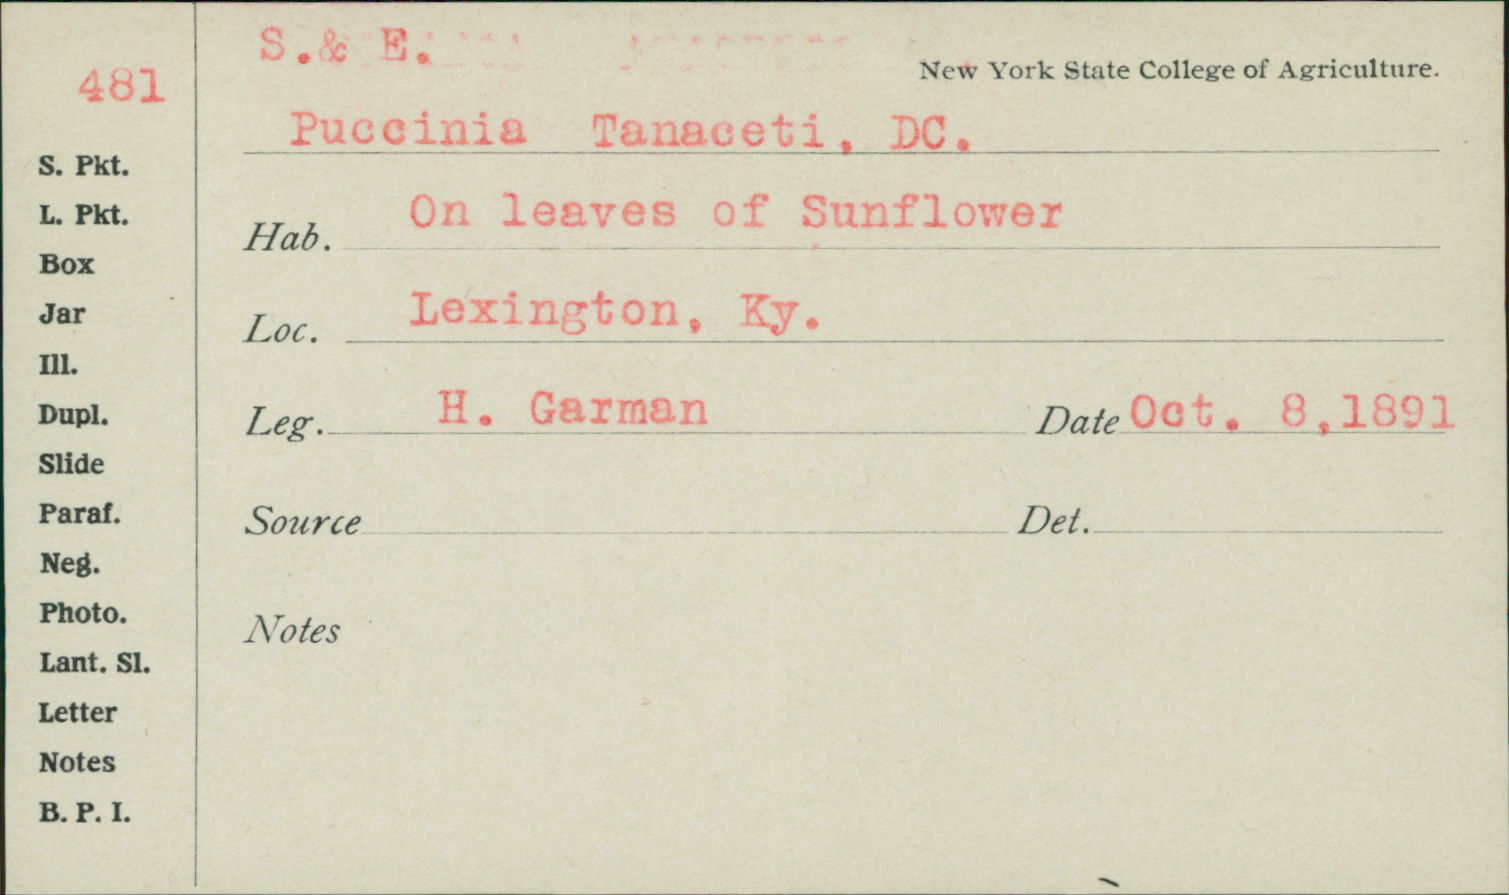 481
S.& E.
New York State College of Agriculture.
Puccinia Tanaceti, DC.
Hab. On leaves of Sunflower
Loc. Lexington, Ky.
Leg. H. Garman Date Oct. 8,1891
Source Det.
Notes
S. Pkt.
L. Pkt.
Box
Jar
Ill.
Dupl.
Slide
Paraf.
Neg.
Photo.
Lant. Sl.
Letter
Notes
B. P. I.